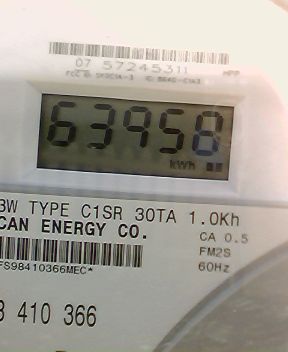 07 57245311
63958
kWh
3W TYPE C1SR 30TA 1.0Kh
CAN ENERGY CO.
CA 0.5
FM2S
60Hz
FS98410366MEC*
410 366